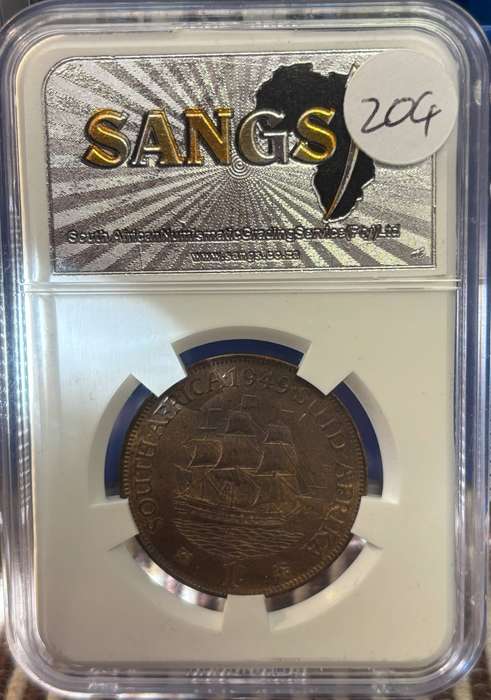 SANGS
204
South African Numismatic Grading Service (Pty) Ltd
www.sangs.co.za
SOUTH AFRICA 1949 SUID AFRIKA
1